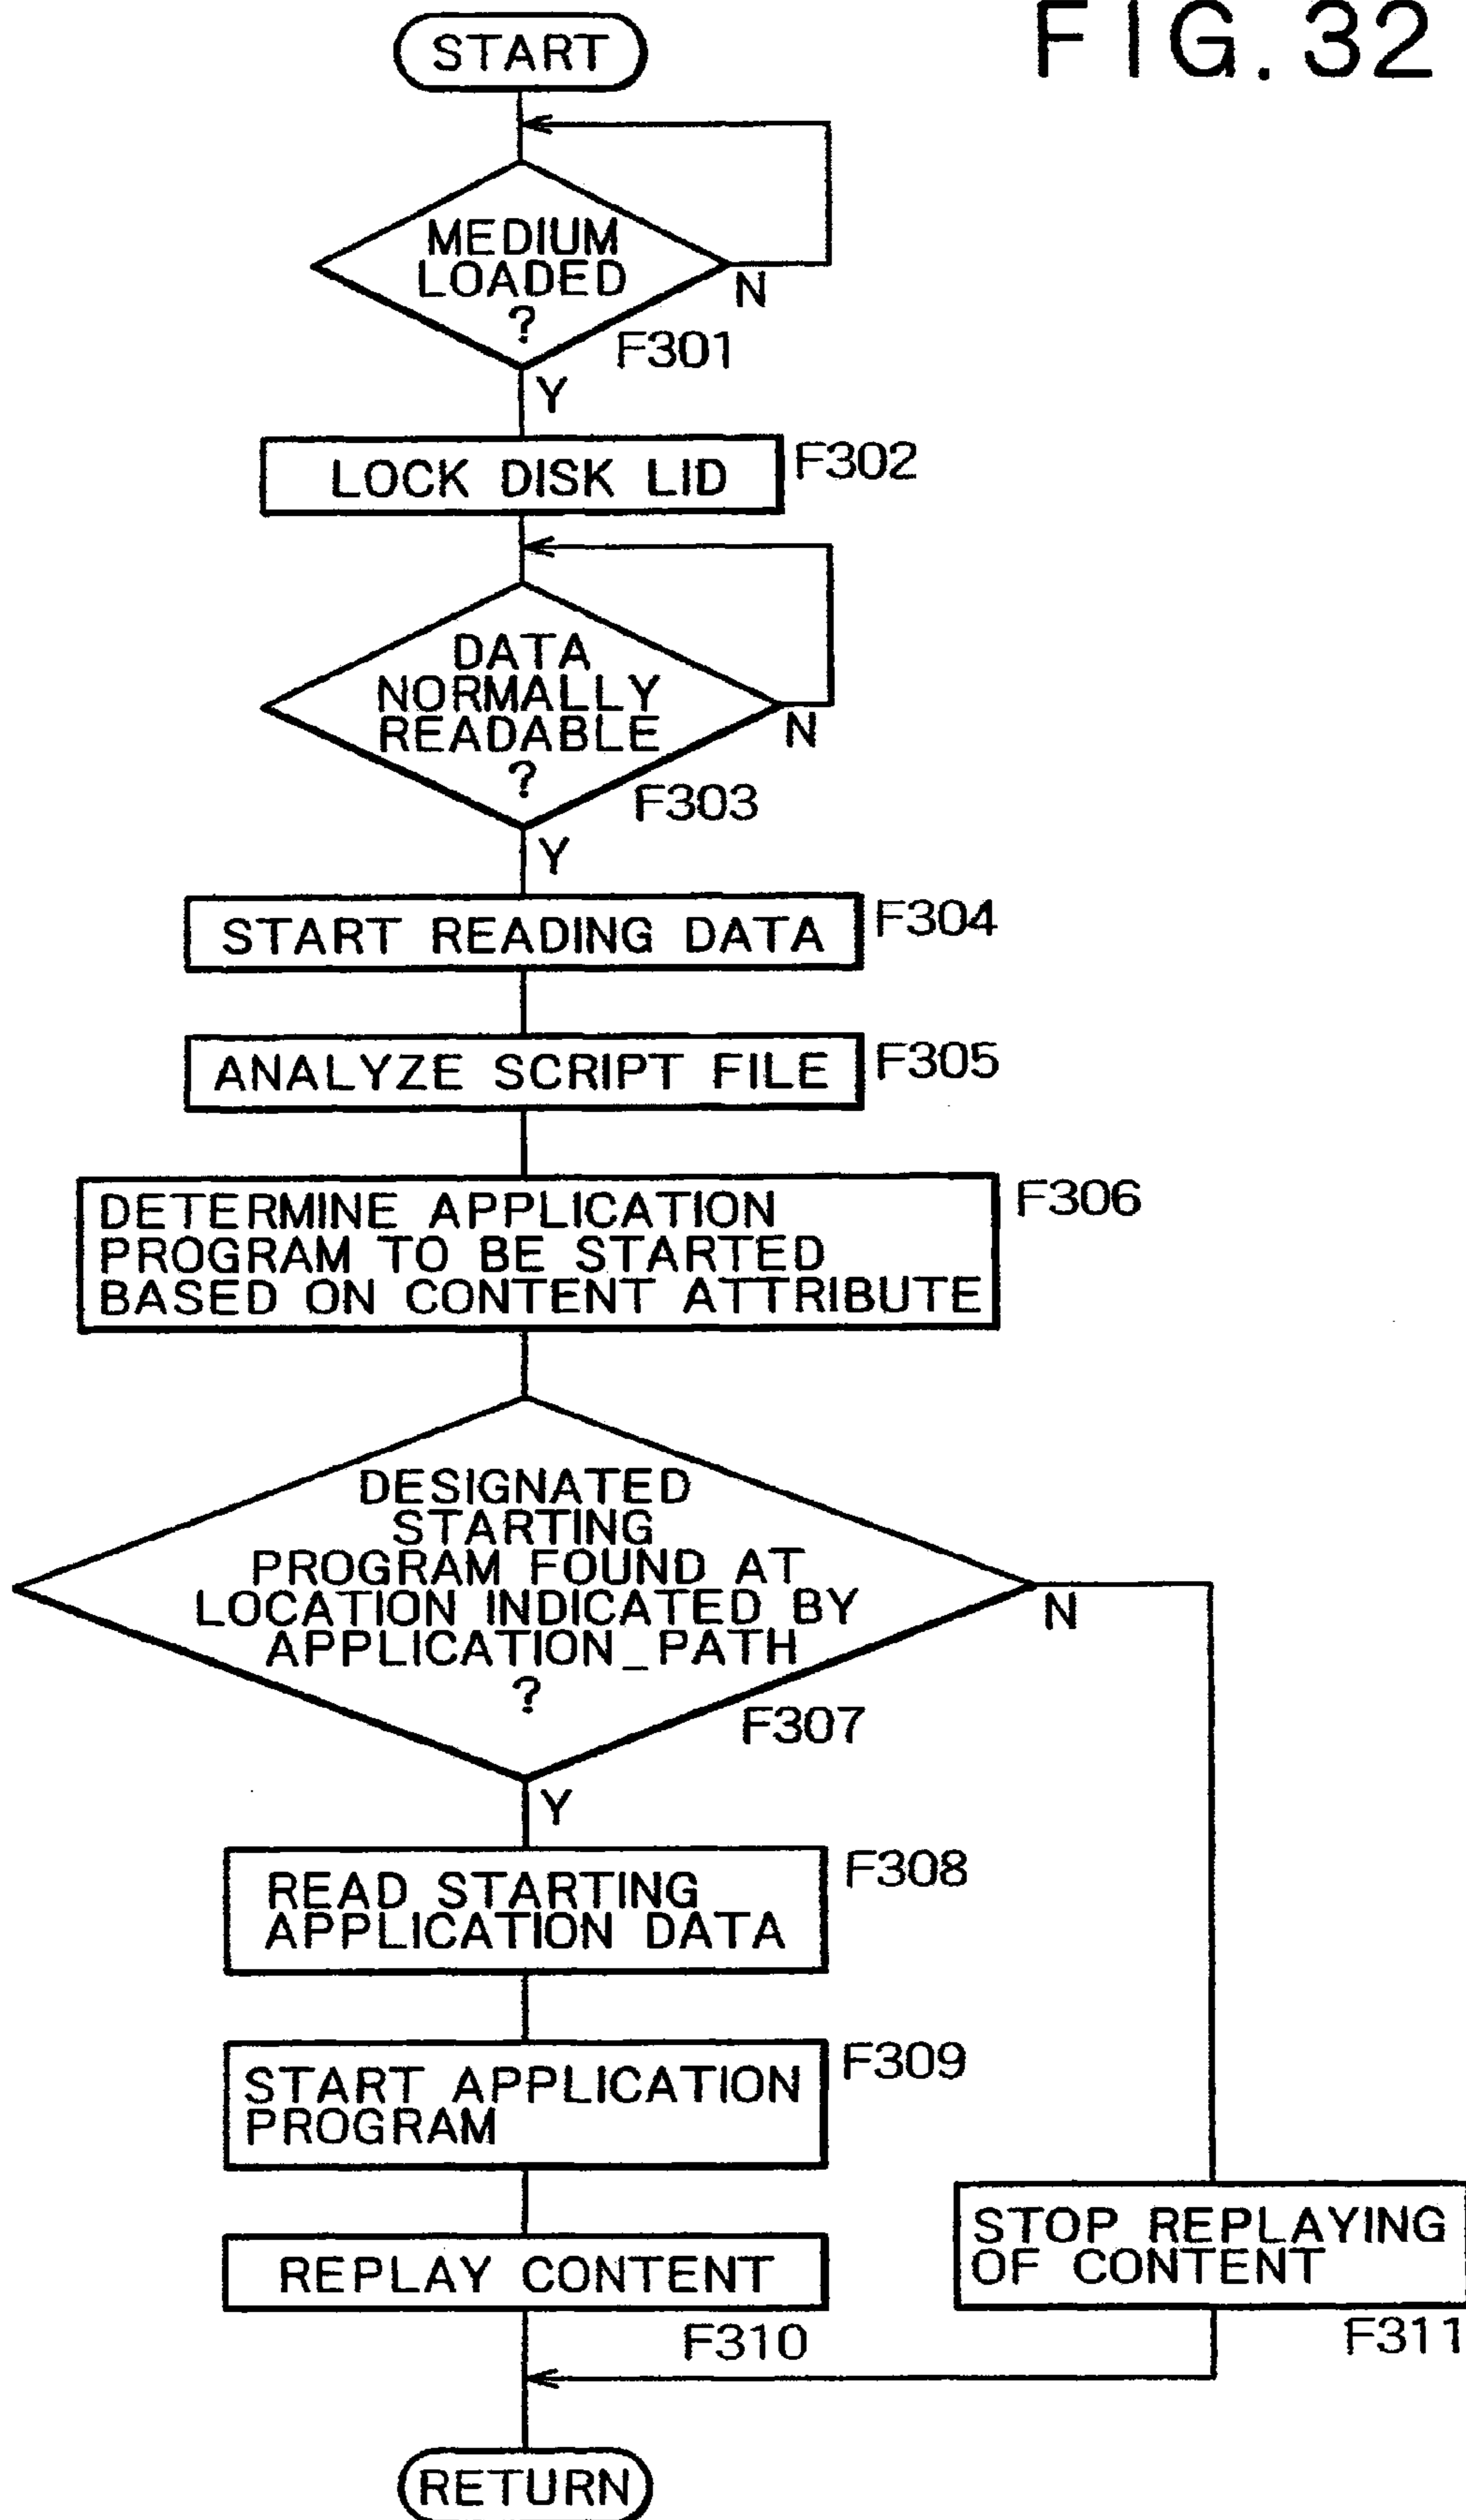 FIG. 32
START
MEDIUM
LOADED
?
N
F301
Y
LOCK DISK LID
F302
DATA
NORMALLY
READABLE
?
N
F303
Y
START READING DATA
F304
ANALYZE SCRIPT FILE
F305
DETERMINE APPLICATION
PROGRAM TO BE STARTED
BASED ON CONTENT ATTRIBUTE
F306
DESIGNATED
STARTING
PROGRAM FOUND AT
LOCATION INDICATED BY
APPLICATION_PATH
?
N
F307
Y
READ STARTING
APPLICATION DATA
F308
START APPLICATION
PROGRAM
F309
REPLAY CONTENT
F310
STOP REPLAYING
OF CONTENT
F311
RETURN